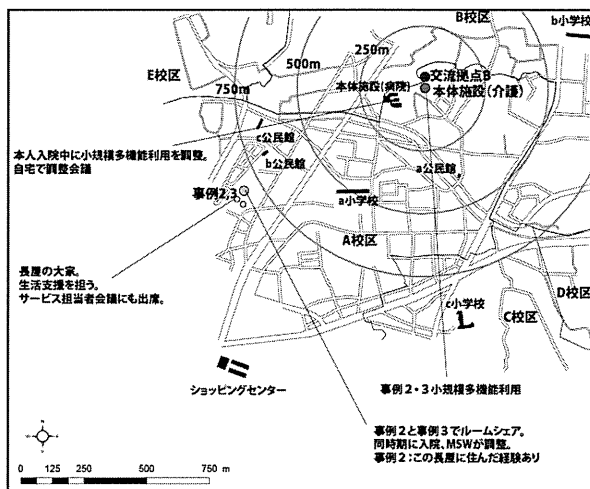 B校区
b小学校
250m
500m
E校区
交流拠点B
本体施設(病院)
本体施設(介護)
750m
本人入院中に小規模多機能利用を調整。
自宅で調整会議
c公民館
b公民館
a公民館
事例2,3
a小学校
A校区
長屋の大家。
生活支援を担う。
サービス担当者会議にも出席。
D校区
c小学校
C校区
ショッピングセンター
事例2・3小規模多機能利用
事例2と事例3でルームシェア。
同時期に入院、MSWが調整。
事例2;この長屋に住んだ経験あり
0 125 250 500 750 m